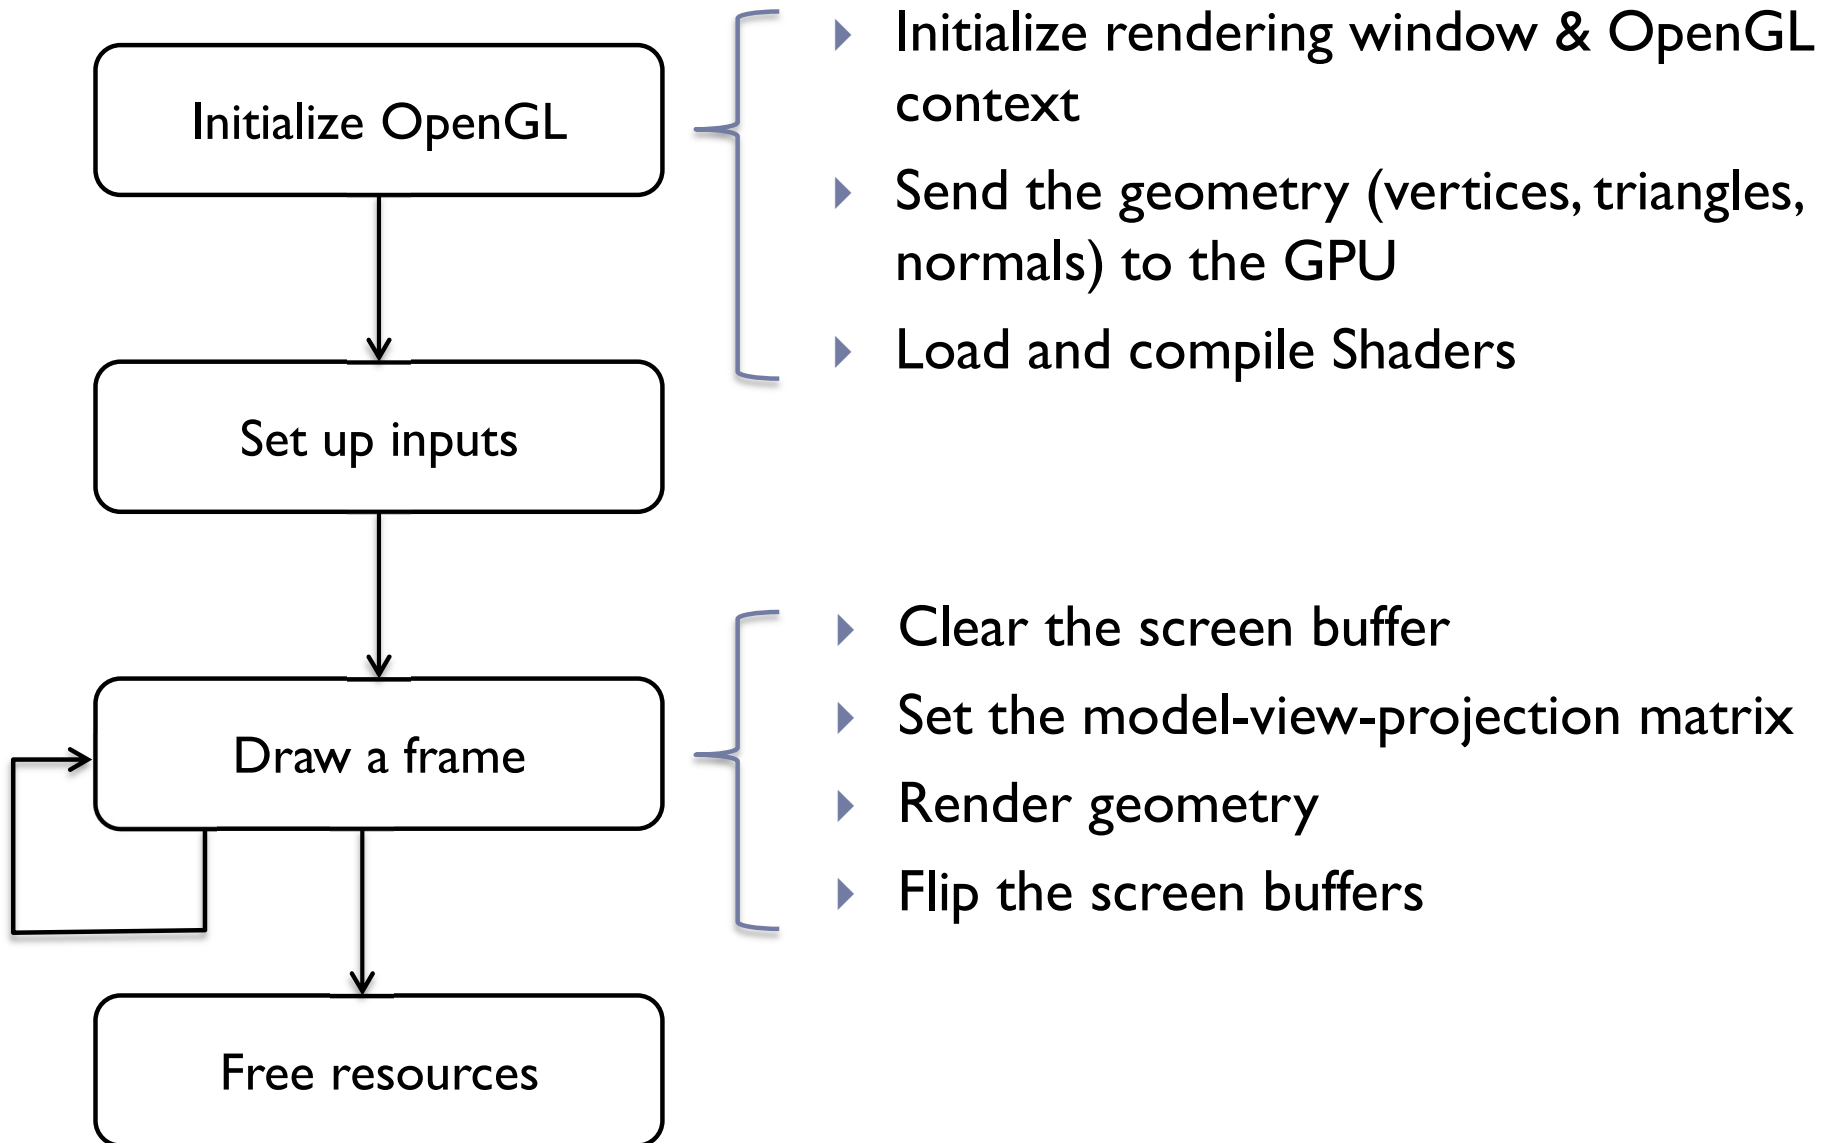 Initialize OpenGL
Initialize rendering window & OpenGL
context
Send the geometry (vertices, triangles,
normals) to the GPU
Load and compile Shaders
Set up inputs
Draw a frame
Clear the screen buffer
Set the model-view-projection matrix
Render geometry
Flip the screen buffers
Free resources